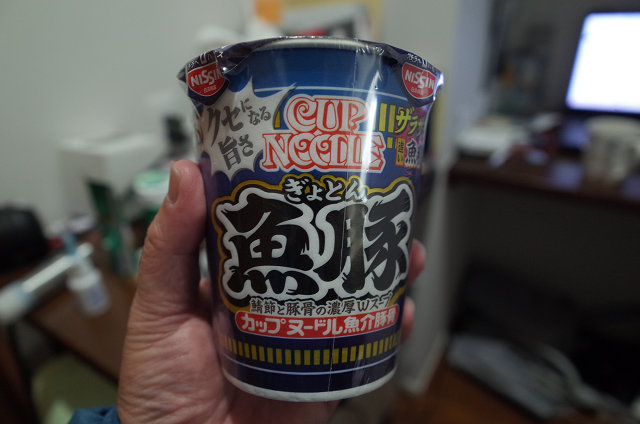 NISSIN
NISSIN
クセになる
旨さ
CUP
NOODLE
ザラ
魚
ぎょとん
魚豚
鯖節と豚骨の濃厚Wスープ
カップヌードル魚介豚骨